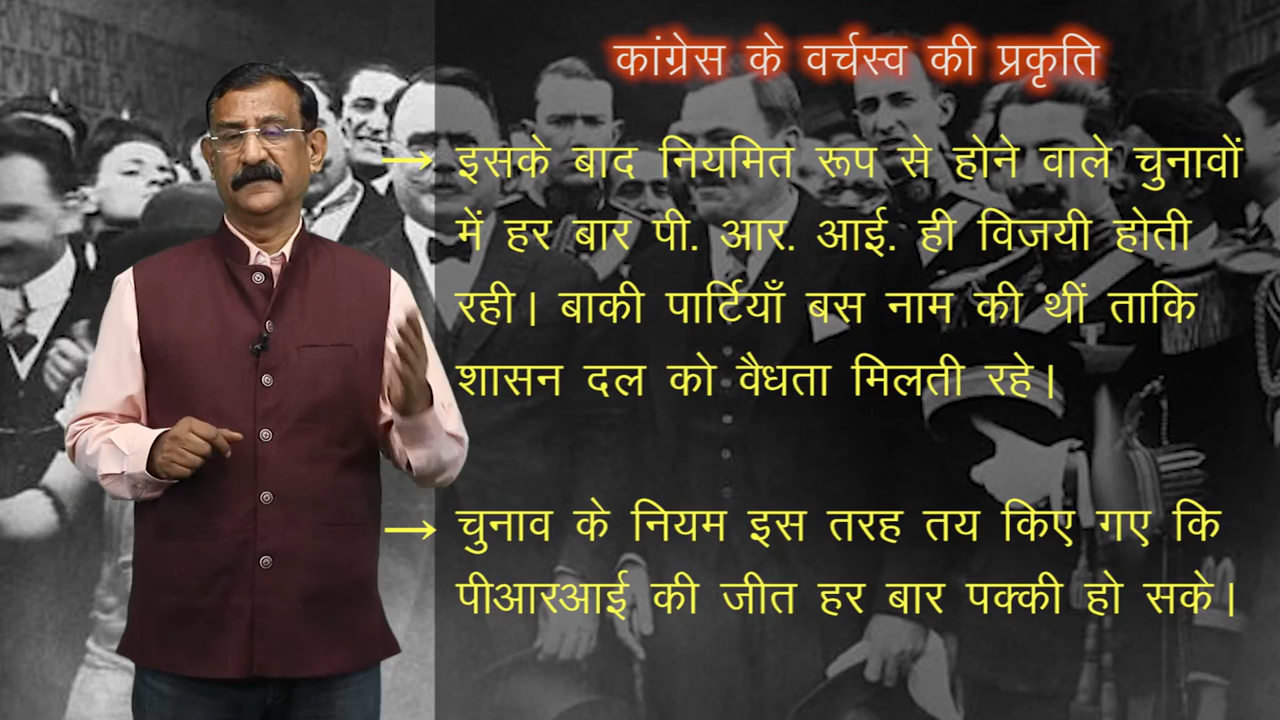 कांग्रेस के वर्चस्व की प्रकृति
→ इसके बाद नियमित रूप से होने वाले चुनावों
में हर बार पी. आर. आई. ही विजयी होती
रही। बाकी पार्टियाँ बस नाम की थीं ताकि
शासन दल को वैधता मिलती रहे।
→ चुनाव के नियम इस तरह तय किए गए कि
पीआरआई की जीत हर बार पक्की हो सके।